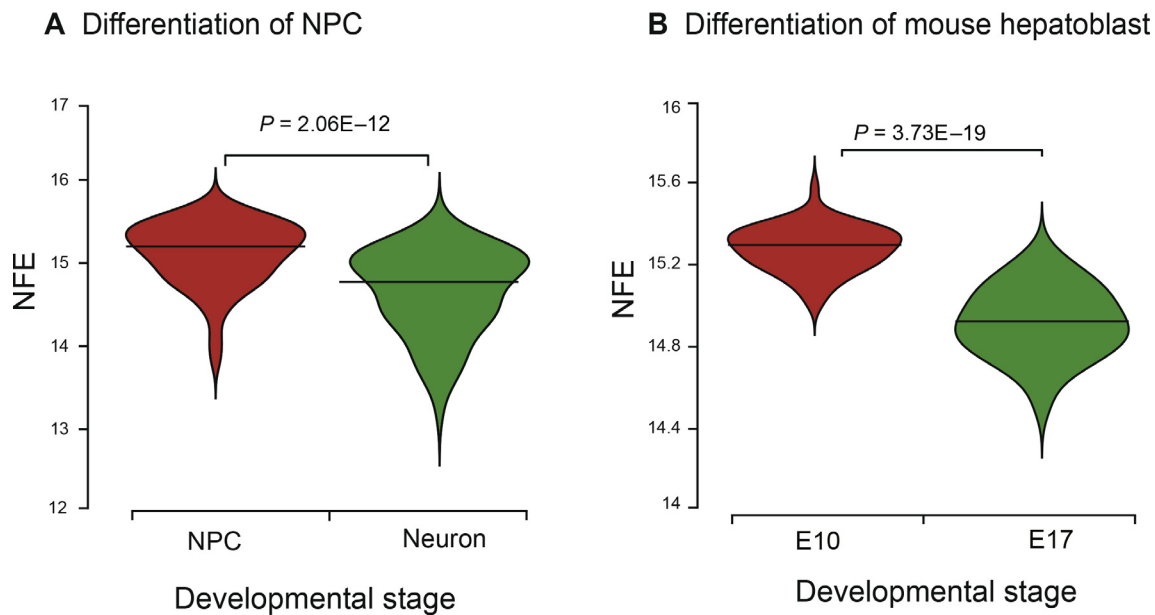 A Differentiation of NPC
NFE
17
16
15
14
13
12
P = 2.06E–12
NPC
Neuron
Developmental stage
B Differentiation of mouse hepatoblast
NFE
16
15.6
15.2
14.8
14.4
14
P = 3.73E–19
E10
E17
Developmental stage